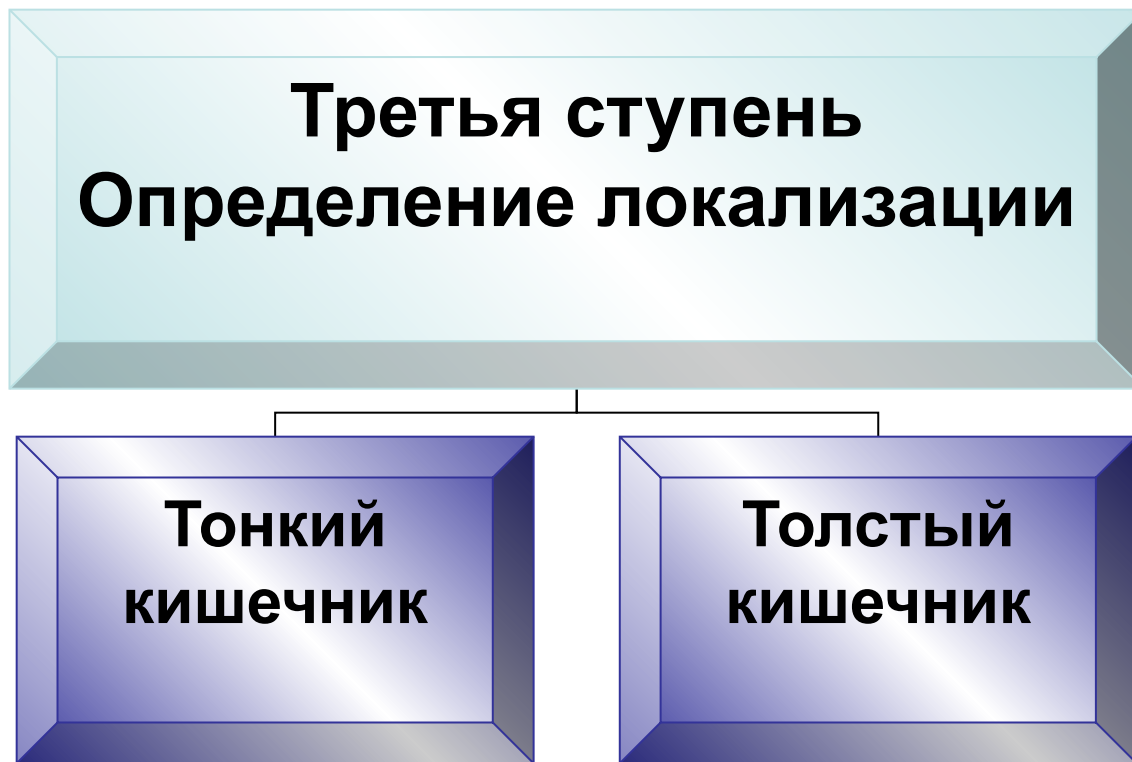 Третья ступень
Определение локализации
Тонкий
кишечник
Толстый
кишечник